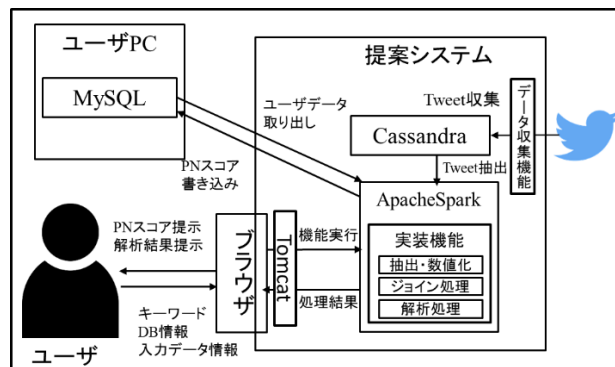 ユーザPC
MySQL
提案システム
ユーザデータ
取り出し
Tweet収集
Cassandra
データ収集機能
Tweet抽出
PNスコア
書き込み
ApacheSpark
実装機能
抽出・数値化
ジョイン処理
解析処理
PNスコア提示
解析結果提示
ブラウザ
Tomcat
機能実行
処理結果
キーワード
DB情報
入力データ情報
ユーザ